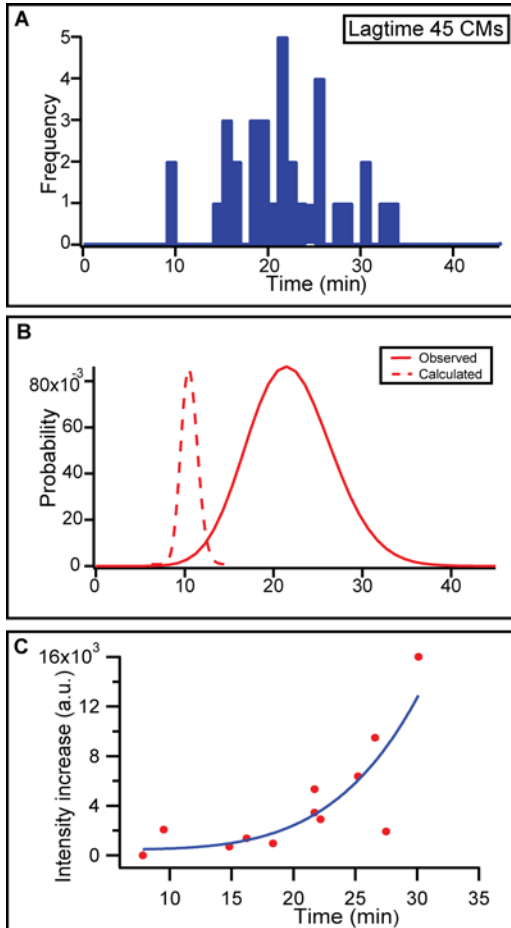 A
Lagtime 45 CMs
5
4
3
2
1
0
Frequency
0 10 20 30 40
Time (min)
B
Observed
Calculated
80x10-3
60
40
20
0
Probability
0 10 20 30 40
C
16x10³
12
8
4
0
Intensity increase (a.u.)
10 15 20 25 30 35
Time (min)